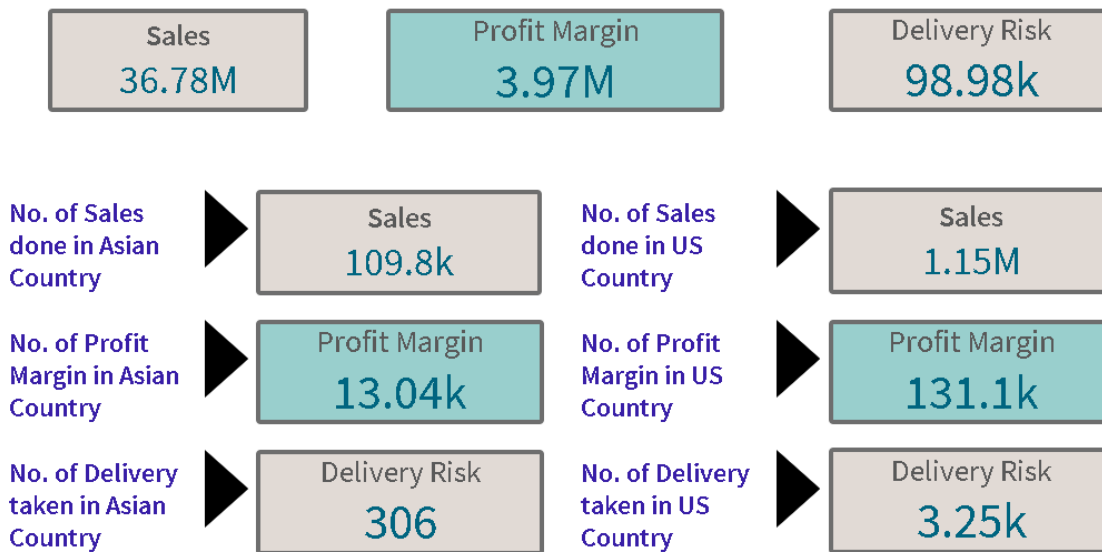 Sales
36.78M
Profit Margin
3.97M
Delivery Risk
98.98k
No. of Sales
done in Asian
Country
Sales
109.8k
No. of Sales
done in US
Country
Sales
1.15M
No. of Profit
Margin in Asian
Country
Profit Margin
13.04k
No. of Profit
Margin in US
Country
Profit Margin
131.1k
No. of Delivery
taken in Asian
Country
Delivery Risk
306
No. of Delivery
taken in US
Country
Delivery Risk
3.25k